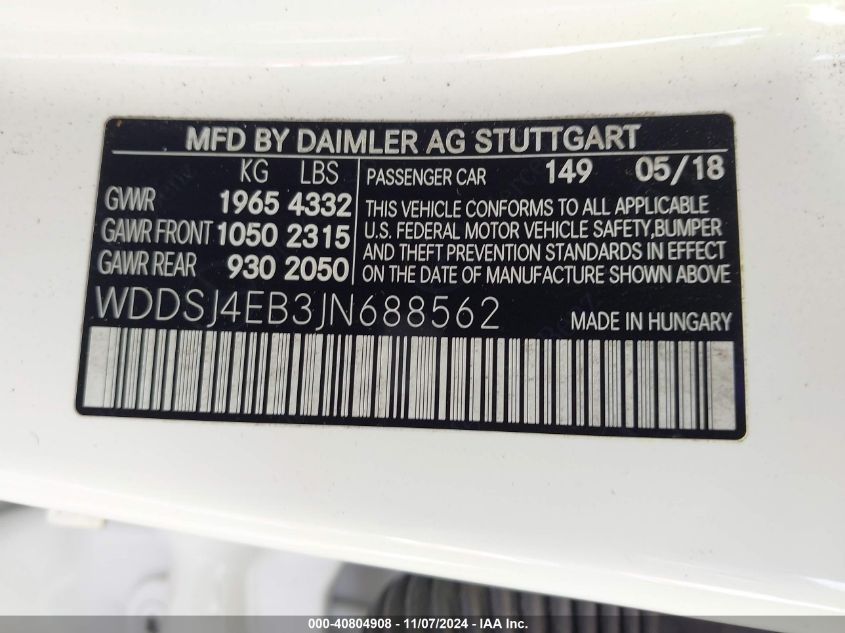 MFD BY DAIMLER AG STUTTGART
KG LBS
GVWR 1965 4332
GAWR FRONT 1050 2315
GAWR REAR 930 2050
PASSENGER CAR 149 05/18
THIS VEHICLE CONFORMS TO ALL APPLICABLE
U.S. FEDERAL MOTOR VEHICLE SAFETY,BUMPER
AND THEFT PREVENTION STANDARDS IN EFFECT
ON THE DATE OF MANUFACTURE SHOWN ABOVE
WDDSJ4EB3JN688562
MADE IN HUNGARY
000-40804908 - 11/07/2024 - IAA Inc.